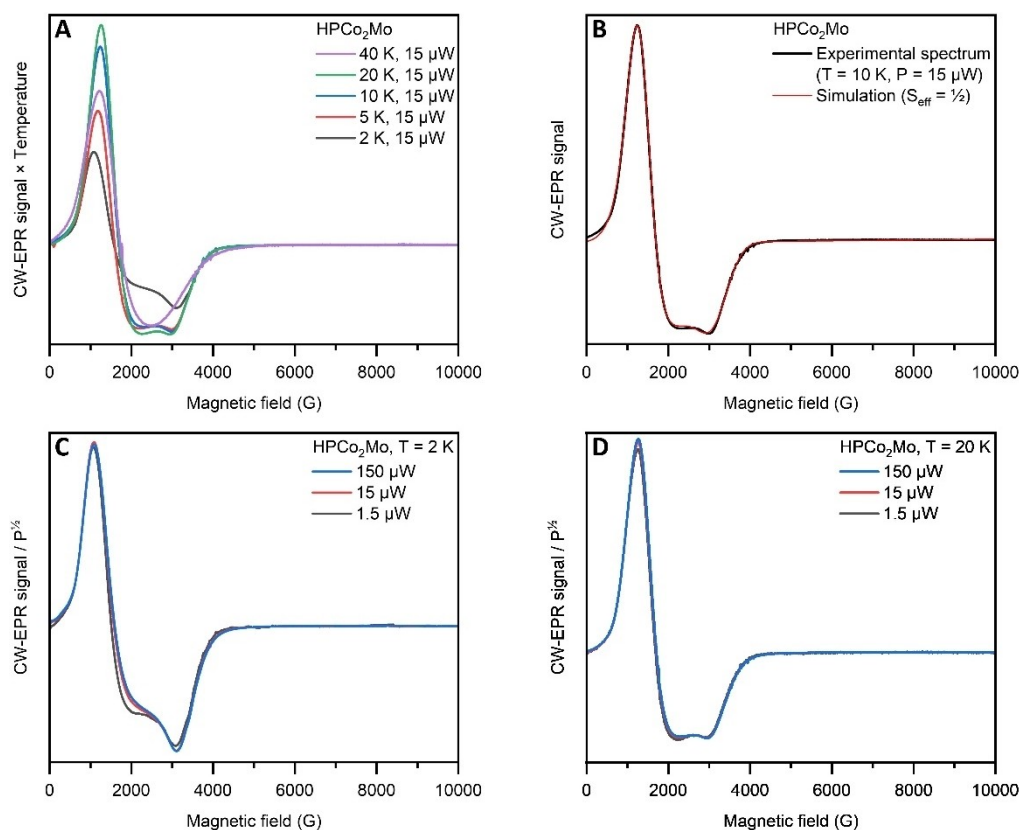 A
HPCo₂Mo
40 K, 15 µW
20 K, 15 µW
10 K, 15 µW
5 K, 15 µW
2 K, 15 µW
CW-EPR signal × Temperature
0 2000 4000 6000 8000 10000
Magnetic field (G)
B
HPCo₂Mo
Experimental spectrum
(T = 10 K, P = 15 µW)
Simulation (S_eff = ½)
CW-EPR signal
0 2000 4000 6000 8000 10000
Magnetic field (G)
C
HPCo₂Mo, T = 2 K
150 µW
15 µW
1.5 µW
CW-EPR signal / P^½
0 2000 4000 6000 8000 10000
Magnetic field (G)
D
HPCo₂Mo, T = 20 K
150 µW
15 µW
1.5 µW
CW-EPR signal / P^½
0 2000 4000 6000 8000 10000
Magnetic field (G)